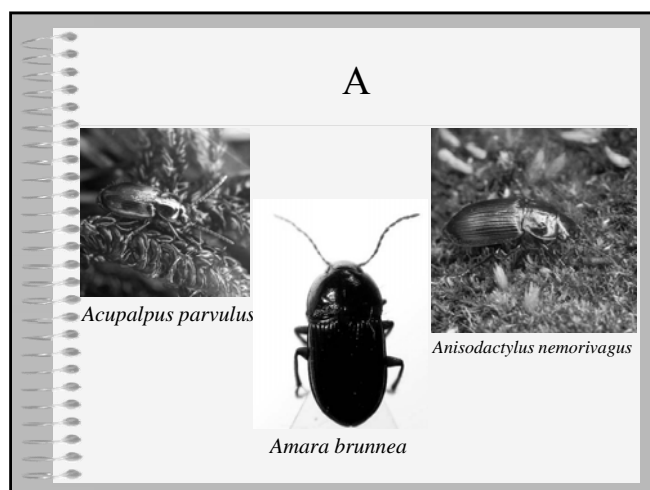 A
Acupalpus parvulus
Anisodactylus nemorivagus
Amara brunnea